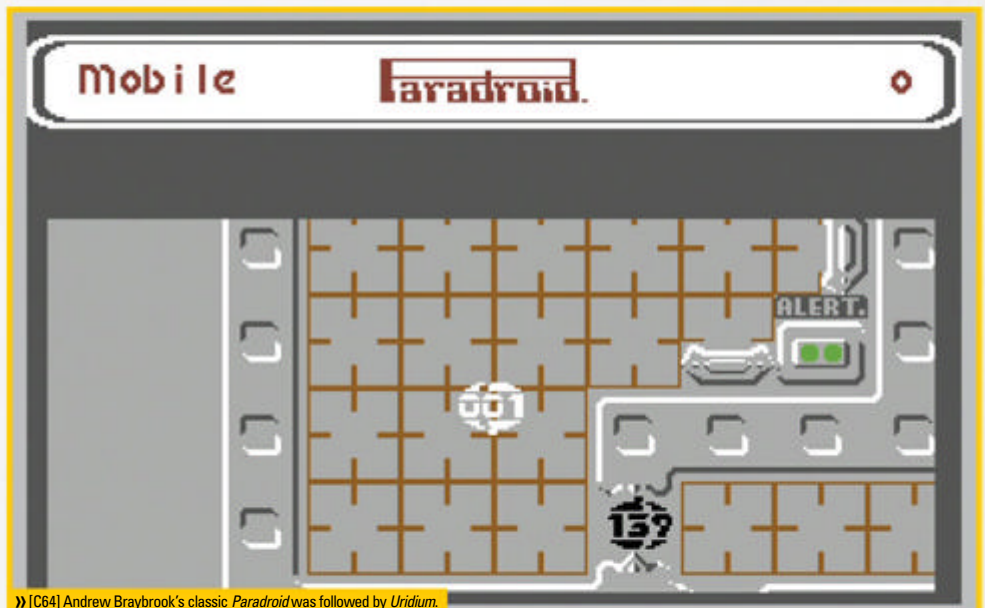 Mobile Paradroid. 0
ALERT.
001
139
» [C64] Andrew Braybrook's classic Paradroid was followed by Uridium.